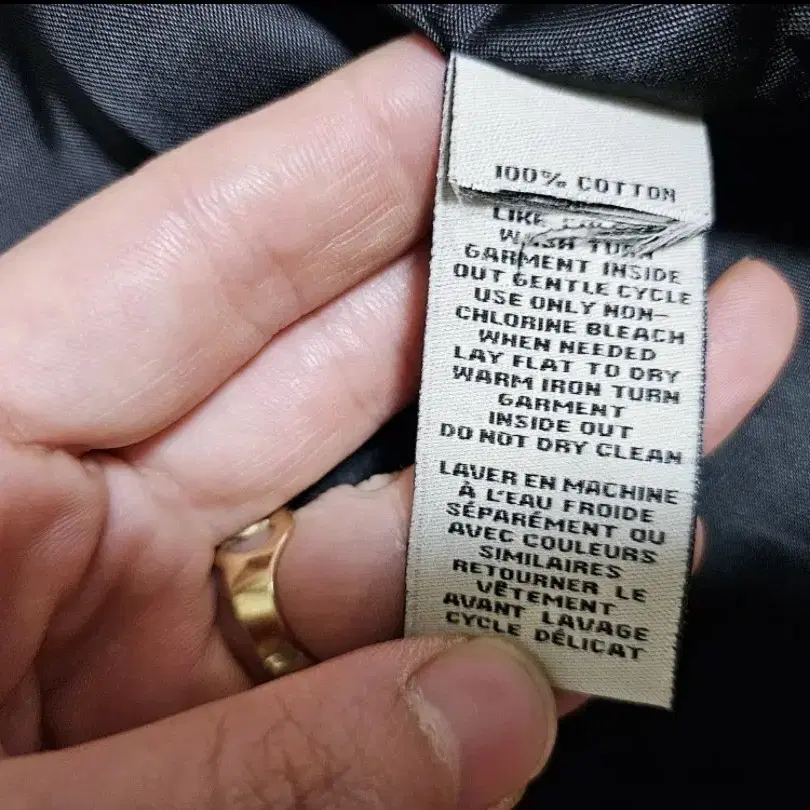 100% COTTON
LIKE
WASH TURN
GARMENT INSIDE
OUT GENTLE CYCLE
USE ONLY NON-
CHLORINE BLEACH
WHEN NEEDED
LAY FLAT TO DRY
WARM IRON TURN
GARMENT
INSIDE OUT
DO NOT DRY CLEAN
LAVER EN MACHINE
À L'EAU FROIDE
SÉPARÉMENT OU
AVEC COULEURS
SIMILAIRES
RETOURNER LE
VÊTEMENT
AVANT LAVAGE
CYCLE DÉLICAT